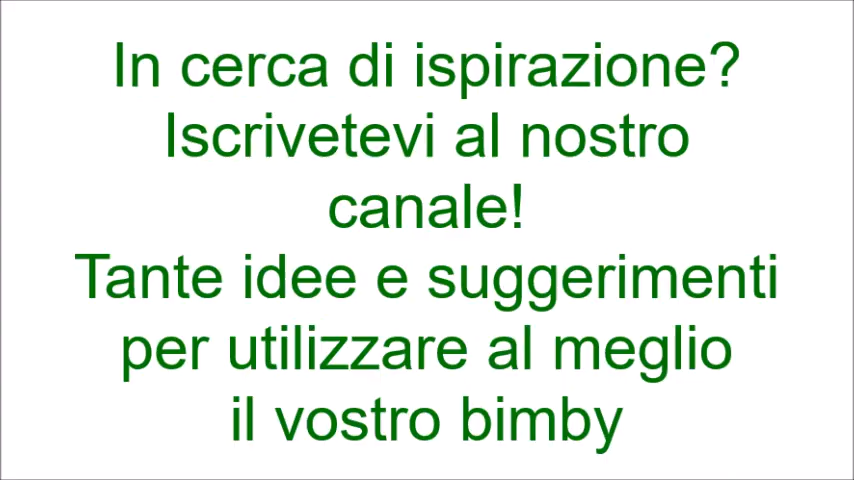 In cerca di ispirazione?
Iscrivetevi al nostro
canale!
Tante idee e suggerimenti
per utilizzare al meglio
il vostro bimby